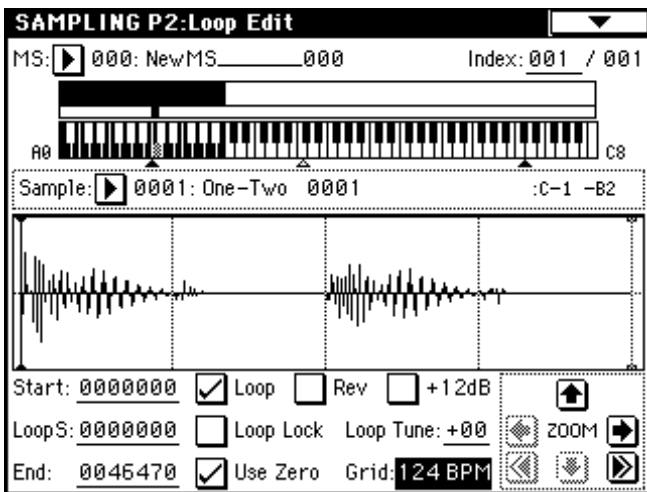 SAMPLING P2:Loop Edit
MS: 000: NewMS________000 Index: 001 / 001
A0 C8
Sample: 0001: One-Two 0001 :C-1 -B2
Start: 0000000 Loop Rev +12dB
LoopS: 0000000 Loop Lock Loop Tune: +00 ZOOM
End: 0046470 Use Zero Grid: 124 BPM